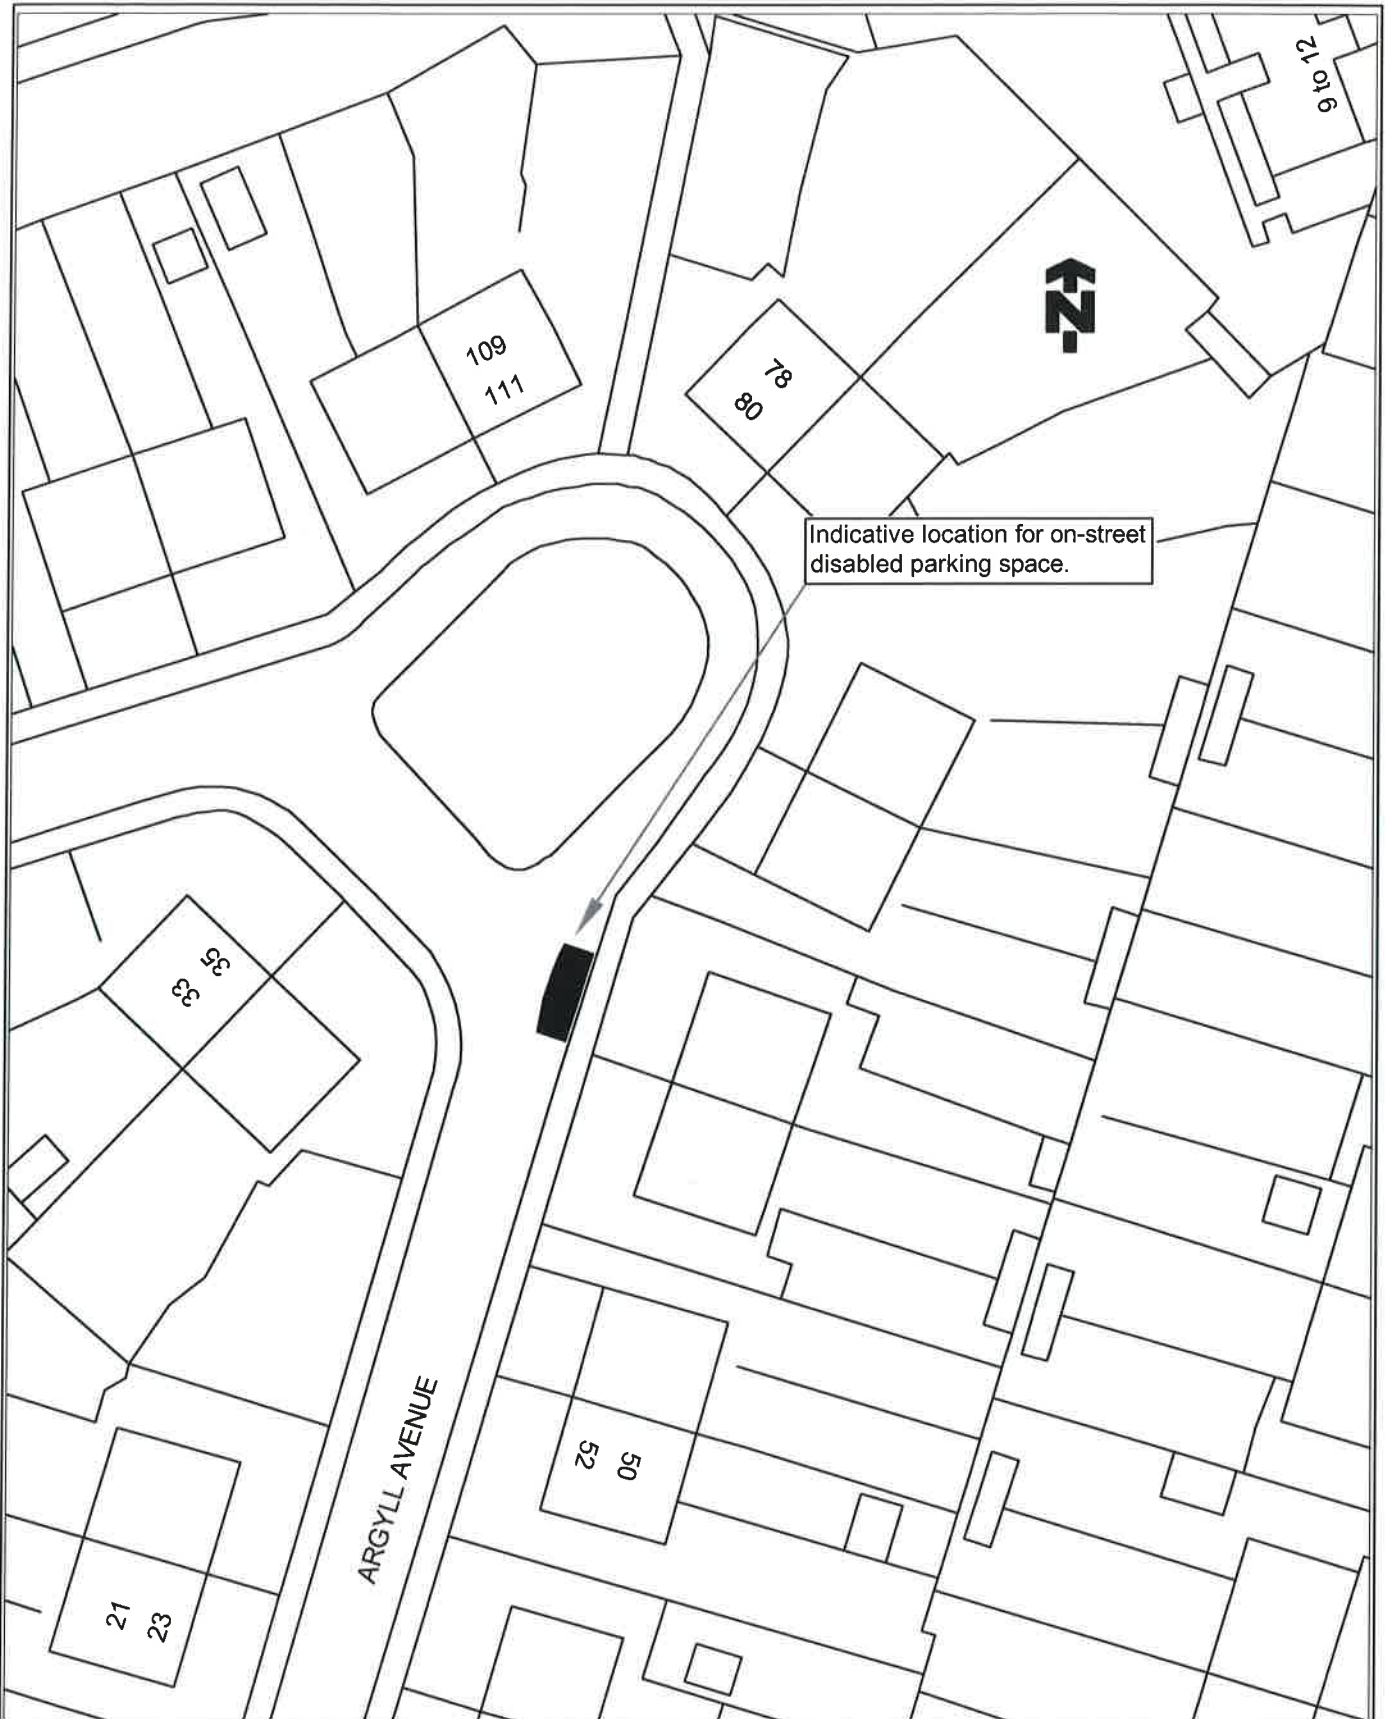 9 to 12
N
109
111
78
80
Indicative location for on-street
disabled parking space.
35
33
ARGYLL AVENUE
52
50
21
23